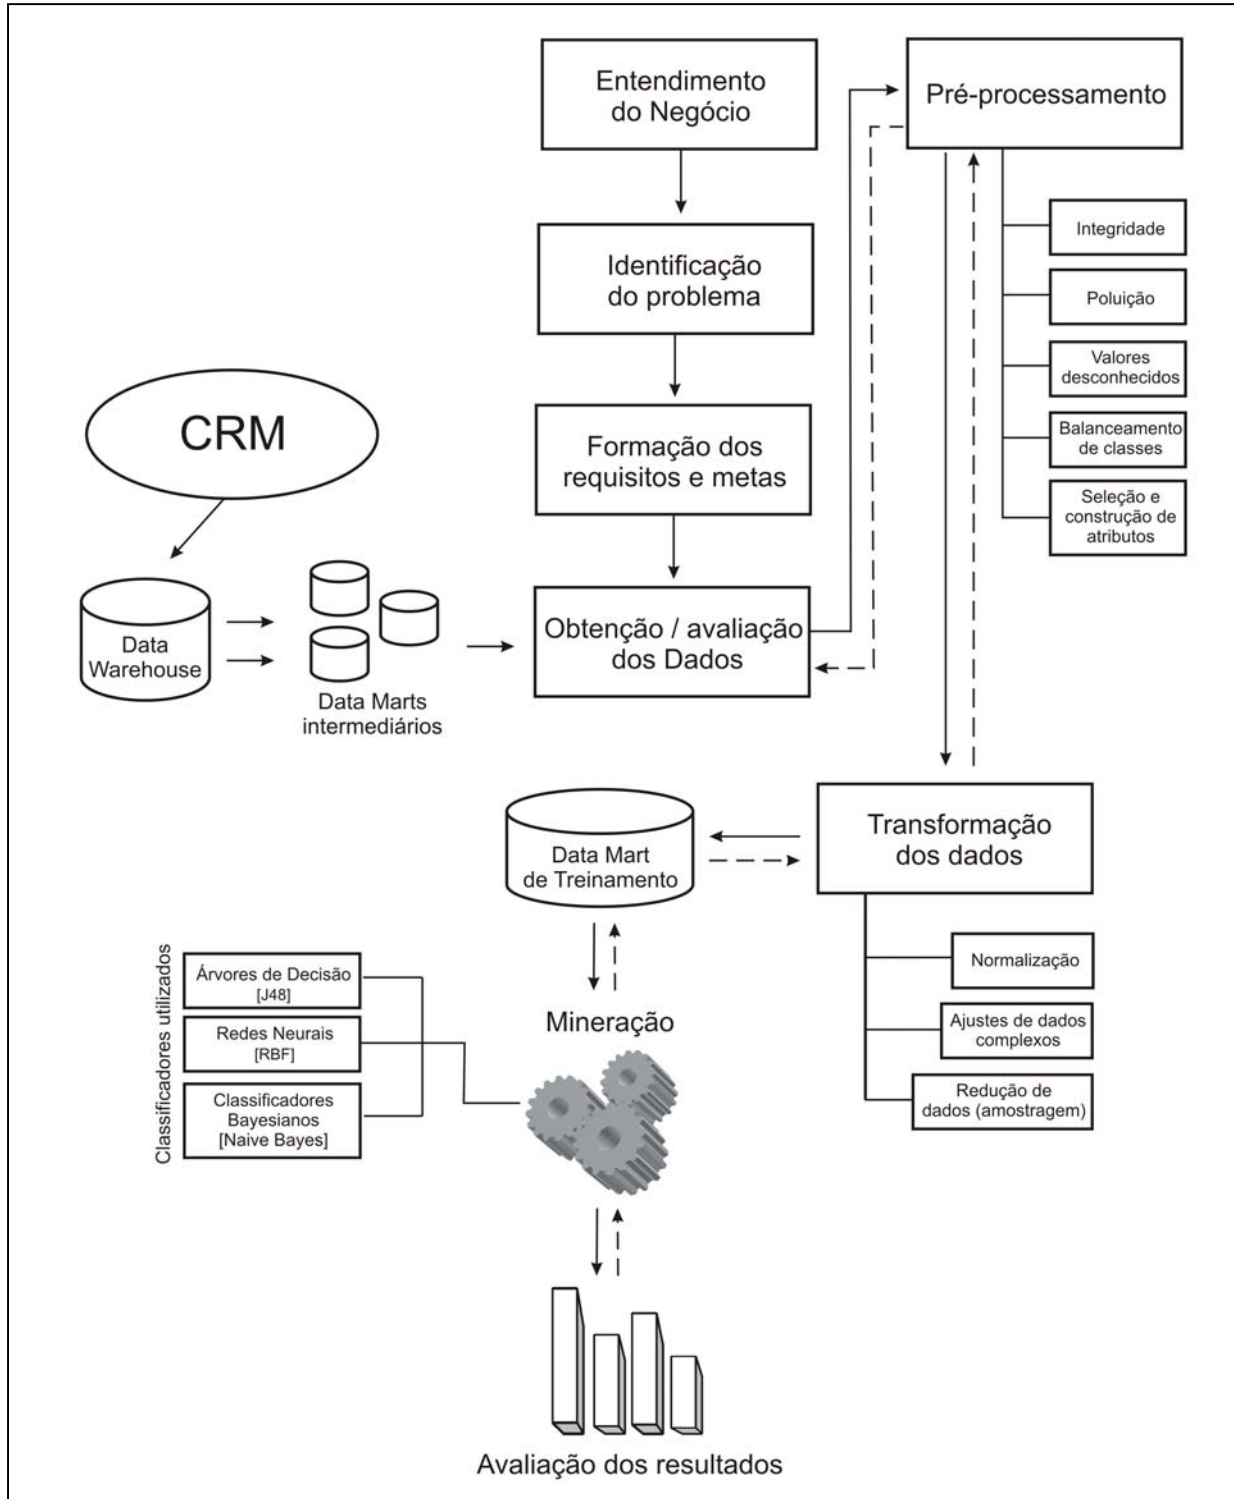 Entendimento
do Negócio
Pré-processamento
Integridade
Poluição
Valores
desconhecidos
Balanceamento
de classes
Seleção e
construção de
atributos
Identificação
do problema
Formação dos
requisitos e metas
CRM
Data
Warehouse
Data Marts
intermediários
Obtenção / avaliação
dos Dados
Transformação
dos dados
Normalização
Ajustes de dados
complexos
Redução de
dados (amostragem)
Data Mart
de Treinamento
Mineração
Classificadores utilizados
Árvores de Decisão
[J48]
Redes Neurais
[RBF]
Classificadores
Bayesianos
[Naive Bayes]
Avaliação dos resultados